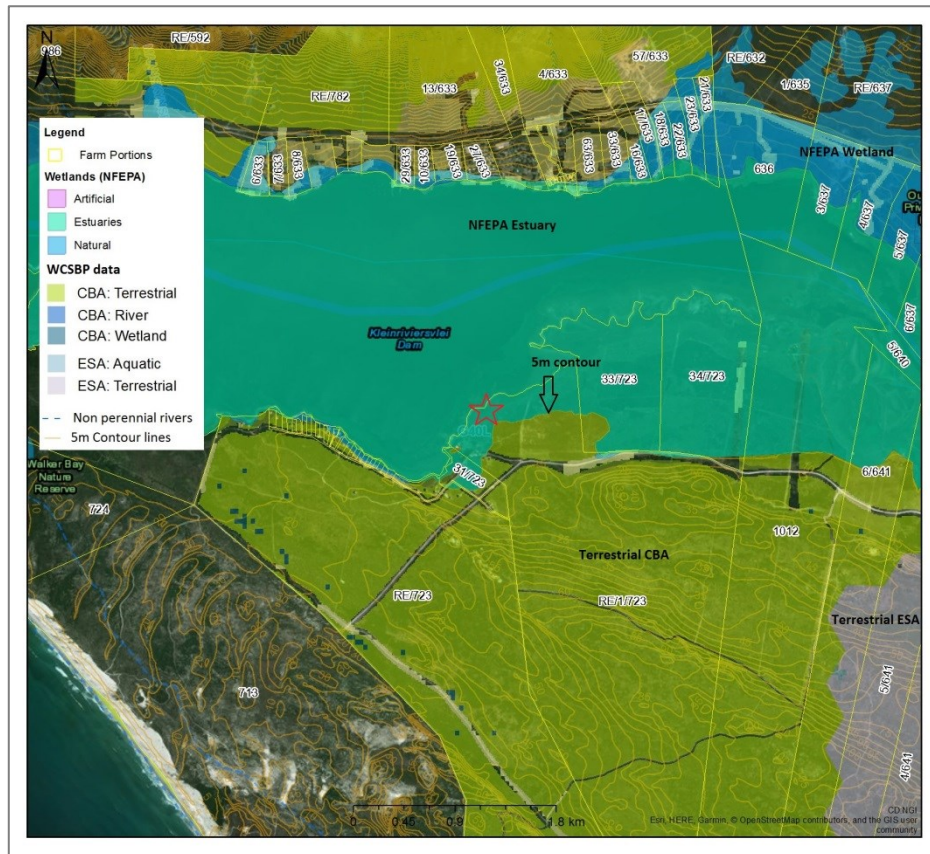 N
986
RE/592
RE/782
13/633
34/633
4/633
57/633
RE/632
1/635
RE/637
Legend
Farm Portions
Wetlands (NFEPA)
Artificial
Estuaries
Natural
WCSBP data
CBA: Terrestrial
CBA: River
CBA: Wetland
ESA: Aquatic
ESA: Terrestrial
Non perennial rivers
5m Contour lines
6/633
7/633
29/633
10/633
19/633
27/633
59/633
33/633
16/633
17/633
18/633
22/633
23/633
21/633
636
NFEPA Wetland
3/637
4/637
5/637
6/637
5/640
NFEPA Estuary
Kleinriviersvlei
Dam
5m contour
33/723
34/723
G40L
31/723
6/641
Walker Bay
Nature
Reserve
724
1012
Terrestrial CBA
RE/723
RE/1/723
Terrestrial ESA
5/641
4/641
713
0 0.45 0.9 1.8 km
CD:NGI
Esri, HERE, Garmin, © OpenStreetMap contributors, and the GIS user
community